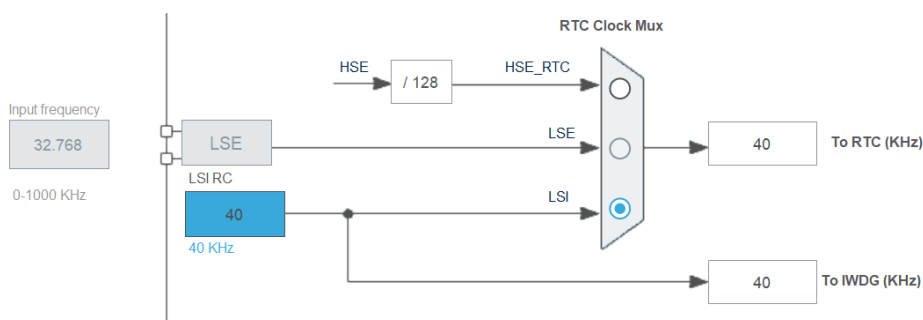 RTC Clock Mux
HSE
/ 128
HSE_RTC
Input frequency
32.768
0-1000 KHz
LSE
LSE
40
To RTC (KHz)
LSI RC
40
40 KHz
LSI
40
To IWDG (KHz)